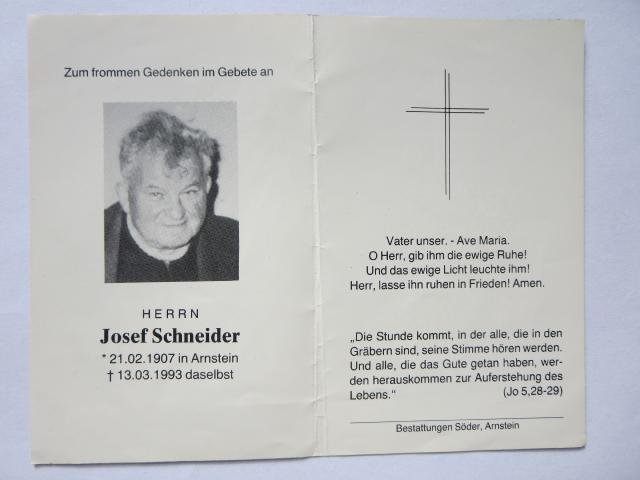 Zum frommen Gedenken im Gebete an
HERRN
Josef Schneider
* 21.02.1907 in Arnstein
† 13.03.1993 daselbst
Vater unser. - Ave Maria.
O Herr, gib ihm die ewige Ruhe!
Und das ewige Licht leuchte ihm!
Herr, lasse ihn ruhen in Frieden! Amen.
„Die Stunde kommt, in der alle, die in den
Gräbern sind, seine Stimme hören werden.
Und alle, die das Gute getan haben, wer-
den herauskommen zur Auferstehung des
Lebens.“ (Jo 5,28-29)
Bestattungen Söder, Arnstein